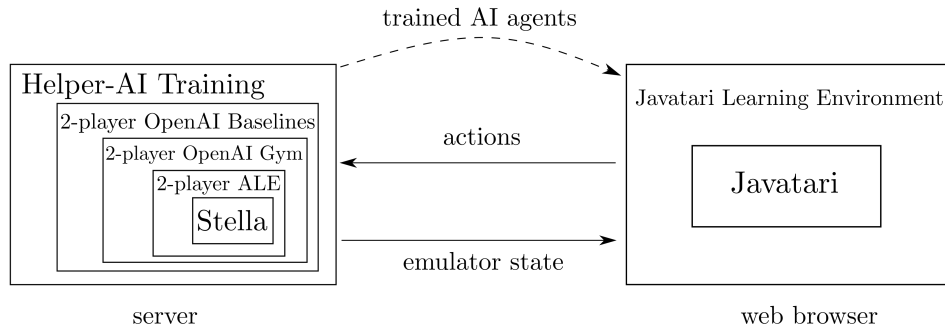 trained AI agents
Helper-AI Training
2-player OpenAI Baselines
2-player OpenAI Gym
2-player ALE
Stella
actions
emulator state
Javatari Learning Environment
Javatari
server
web browser